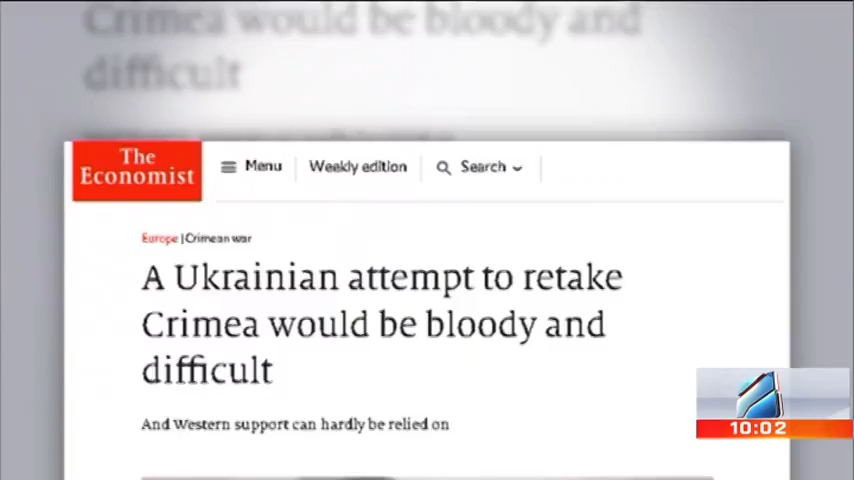 Crimea would be bloody and
difficult
The
Economist
Menu
Weekly edition
Search
Europe | Crimean war
A Ukrainian attempt to retake
Crimea would be bloody and
difficult
And Western support can hardly be relied on
10:02